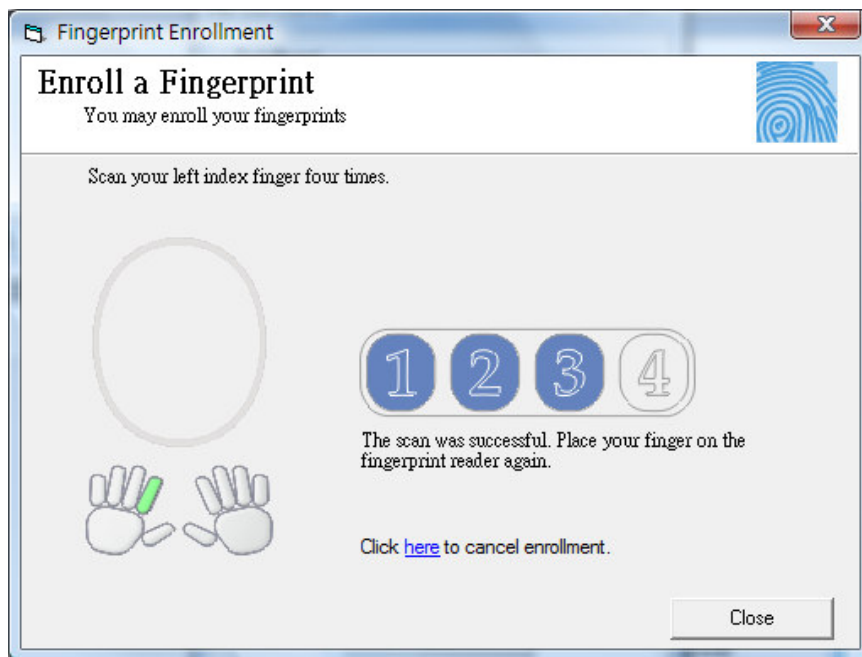 Fingerprint Enrollment
Enroll a Fingerprint
You may enroll your fingerprints
Scan your left index finger four times.
1 2 3 4
The scan was successful. Place your finger on the
fingerprint reader again.
Click here to cancel enrollment.
Close